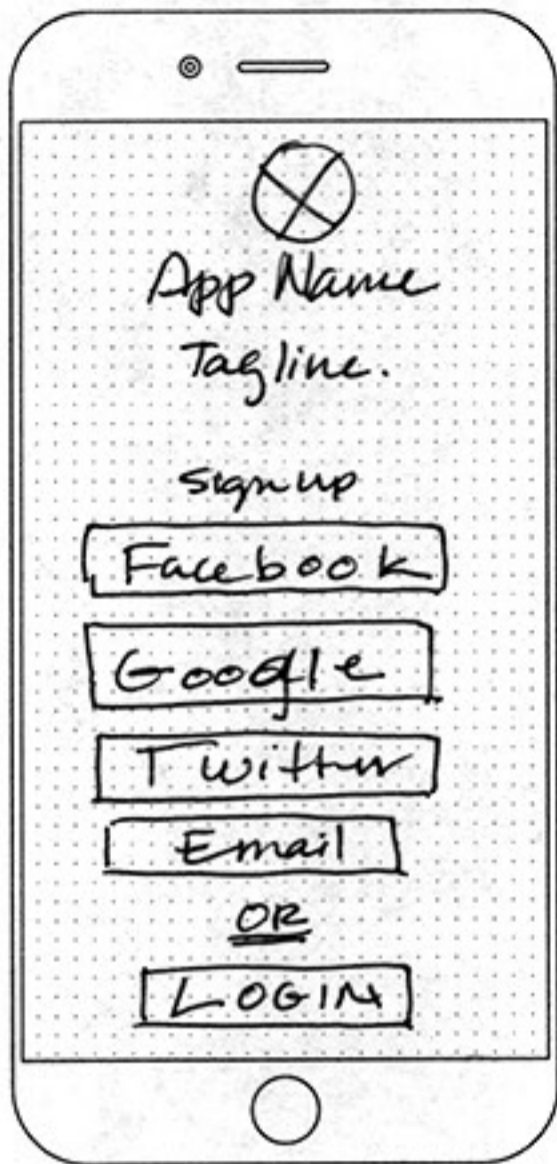 App Name
Tagline.
sign up
Facebook
Google
Twitter
Email
OR
LOGIN